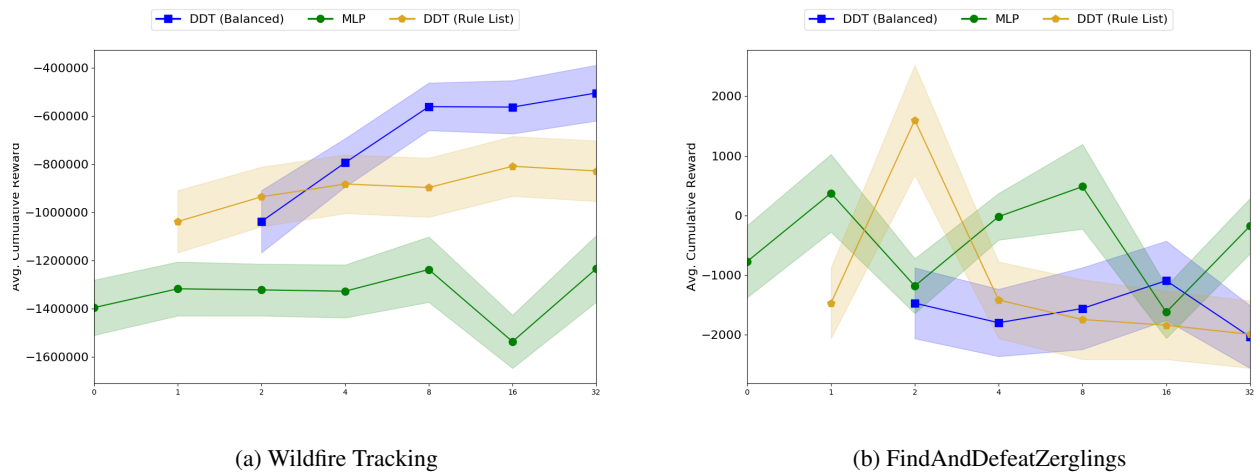 DDT (Balanced) MLP DDT (Rule List)
−400000
−600000
−800000
−1000000
−1200000
−1400000
−1600000
Avg. Cumulative Reward
0 1 2 4 8 16 32
(a) Wildfire Tracking
DDT (Balanced) MLP DDT (Rule List)
2000
1000
0
−1000
−2000
Avg. Cumulative Reward
0 1 2 4 8 16 32
(b) FindAndDefeatZerglings